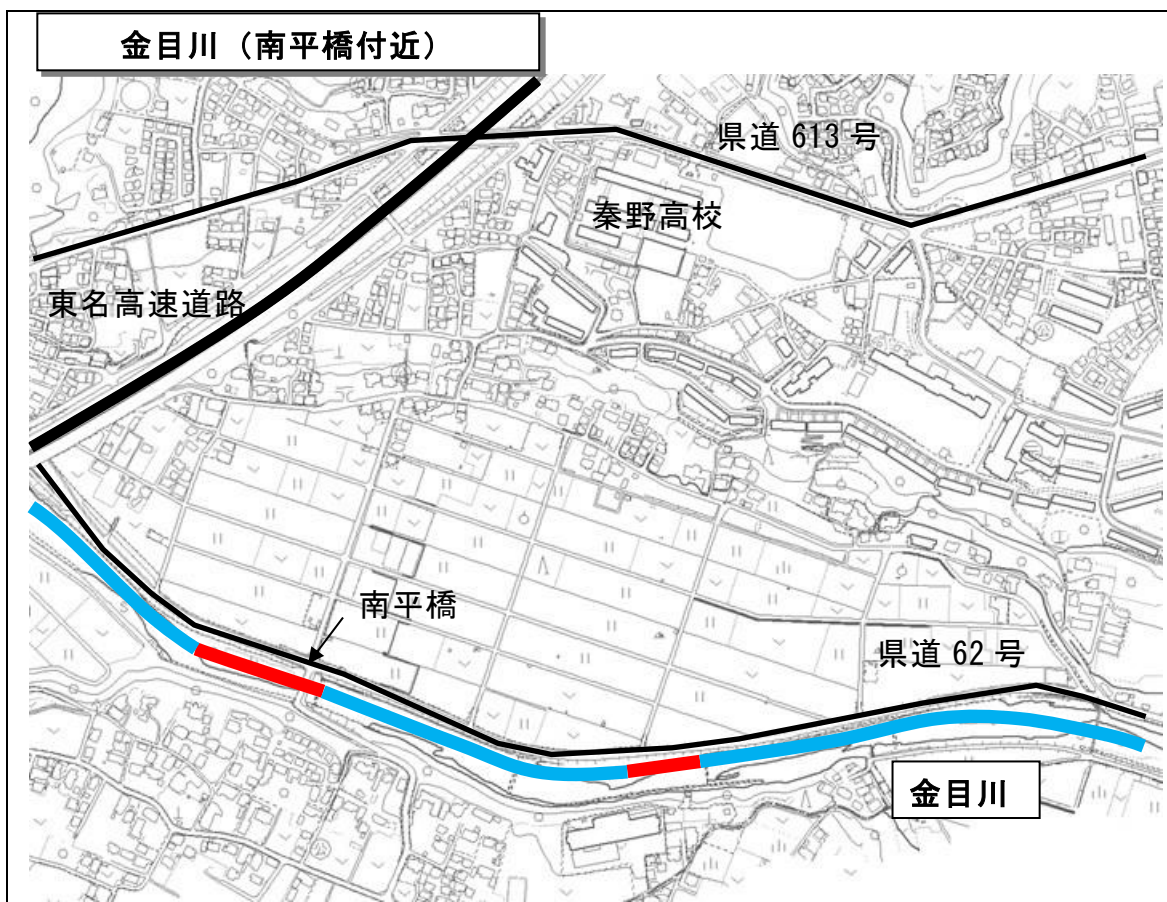 金目川（南平橋付近）
県道 613 号
秦野高校
東名高速道路
南平橋
県道 62 号
金目川